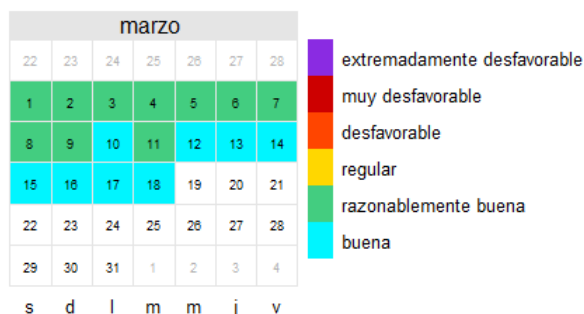 marzo
22 23 24 25 26 27 28
1 2 3 4 5 6 7
8 9 10 11 12 13 14
15 16 17 18 19 20 21
22 23 24 25 26 27 28
29 30 31 1 2 3 4
s d l m m j v
extremadamente desfavorable
muy desfavorable
desfavorable
regular
razonablemente buena
buena